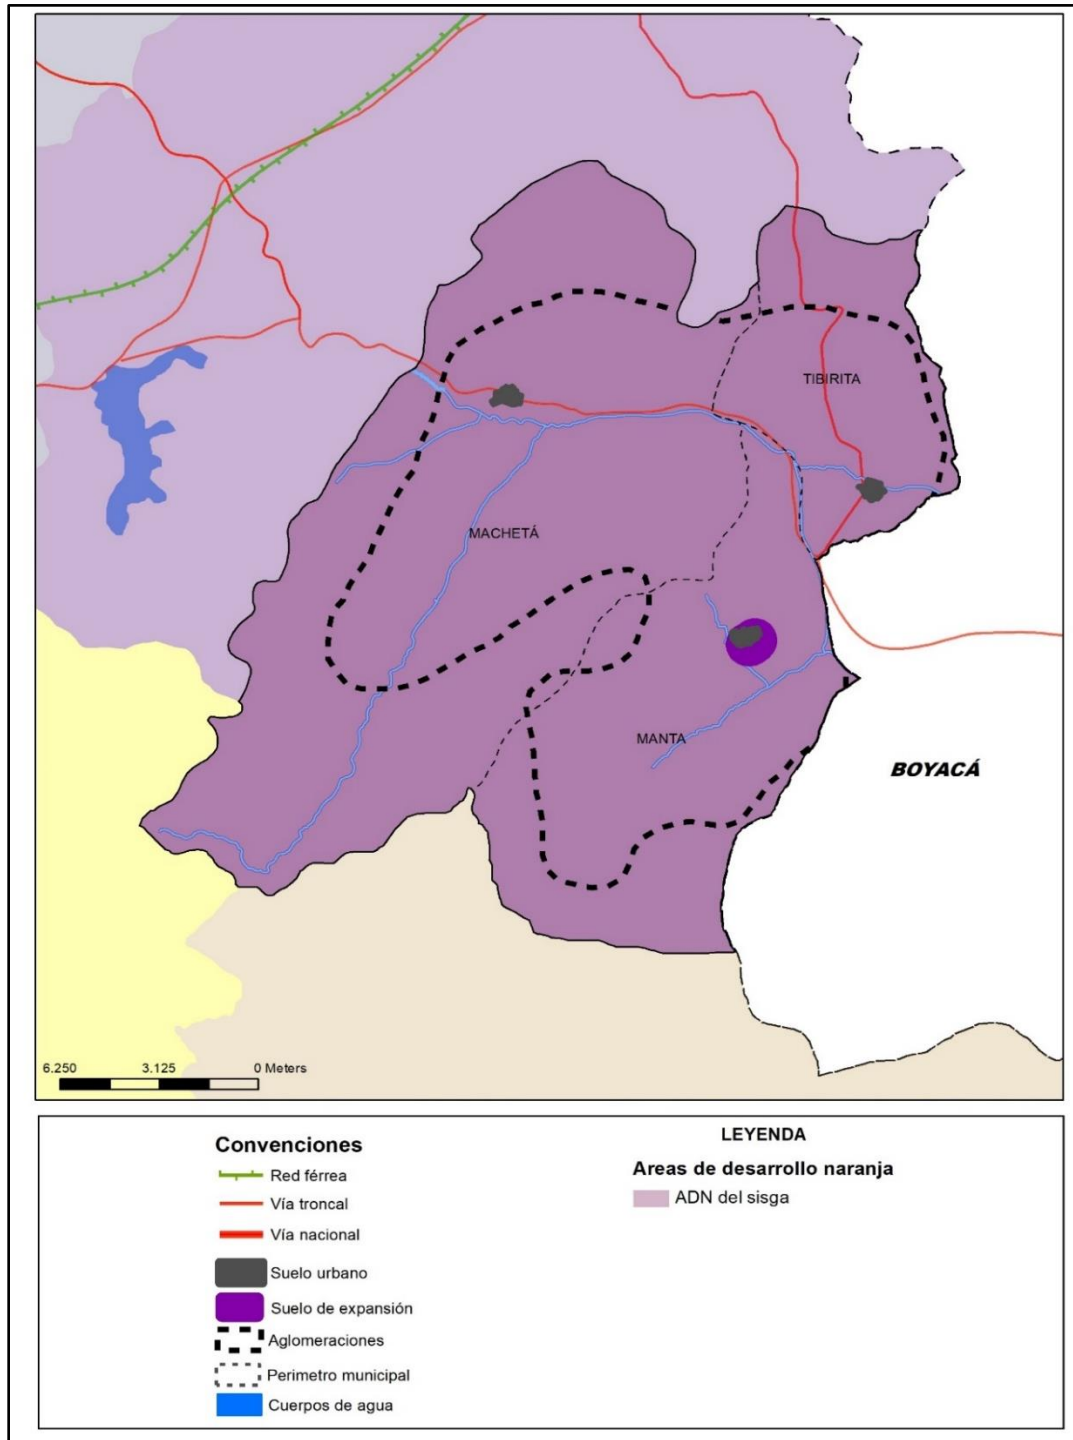 TIBIRITA
MACHETÁ
MANTA
BOYACÁ
6.250 3.125 0 Meters
Convenciones
Red férrea
Vía troncal
Vía nacional
Suelo urbano
Suelo de expansión
Aglomeraciones
Perimetro municipal
Cuerpos de agua
LEYENDA
Areas de desarrollo naranja
ADN del sisga